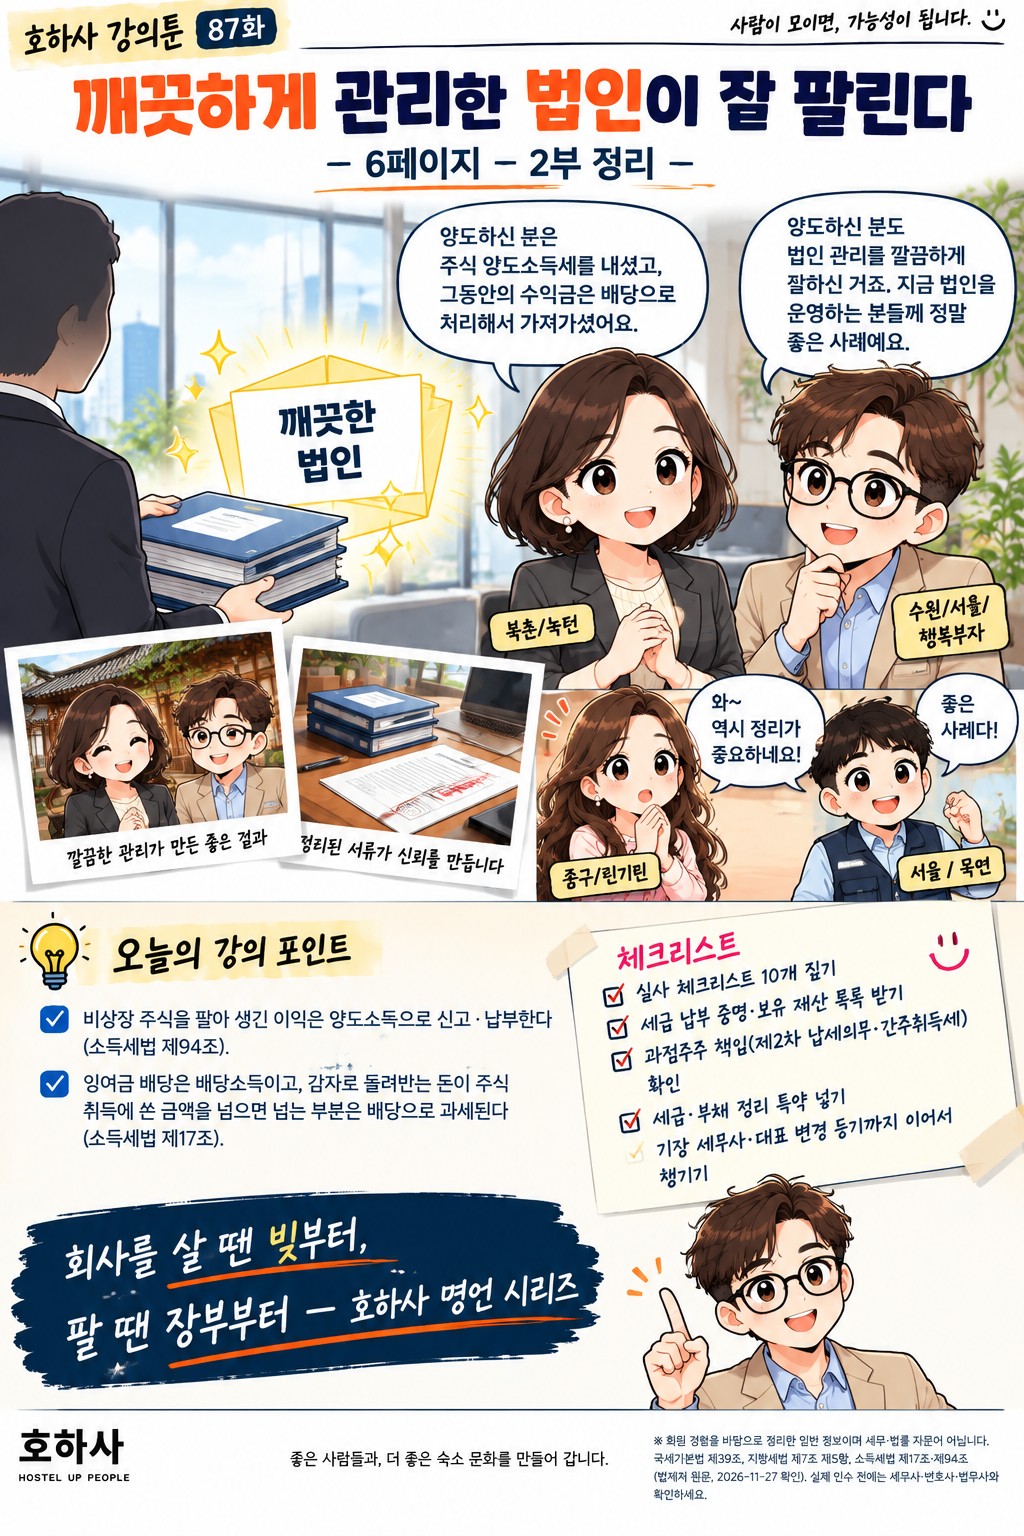 호하사 강의툰 87화
사람이 모이면, 가능성이 됩니다.
깨끗하게 관리한 법인이 잘 팔린다
– 6페이지 – 2부 정리 –
양도하신 분은
주식 양도소득세를 내셨고,
그동안의 수익금은 배당으로
처리해서 가져가셨어요.
양도하신 분도
법인 관리를 깔끔하게
잘하신 거죠. 지금 법인을
운영하는 분들께 정말
좋은 사례예요.
깨끗한
법인
북촌/녹턴
수원/서율/
행복부자
깔끔한 관리가 만든 좋은 결과
정리된 서류가 신뢰를 만듭니다
와~
역시 정리가
중요하네요!
좋은
사례다!
종구/린기린
서율 / 묵연
오늘의 강의 포인트
비상장 주식을 팔아 생긴 이익은 양도소득으로 신고·납부한다
(소득세법 제94조).
잉여금 배당은 배당소득이고, 감자로 돌려받는 돈이 주식
취득에 쓴 금액을 넘으면 넘는 부분은 배당으로 과세된다
(소득세법 제17조).
체크리스트
실사 체크리스트 10개 짚기
세금 납부 증명·보유 재산 목록 받기
과점주주 책임(제2차 납세의무·간주취득세)
확인
세금·부채 정리 특약 넣기
기장 세무사·대표 변경 등기까지 이어서
챙기기
회사를 살 땐 빚부터,
팔 땐 장부부터 — 호하사 명언 시리즈
호하사
HOSTEL UP PEOPLE
좋은 사람들과, 더 좋은 숙소 문화를 만들어 갑니다.
※ 회원 경험을 바탕으로 정리한 일반 정보이며 세무·법률 자문이 아닙니다.
국세기본법 제39조, 지방세법 제7조 제5항, 소득세법 제17조·제94조
(법제처 원문, 2026-11-27 확인). 실제 인수 전에는 세무사·변호사·법무사와
확인하세요.